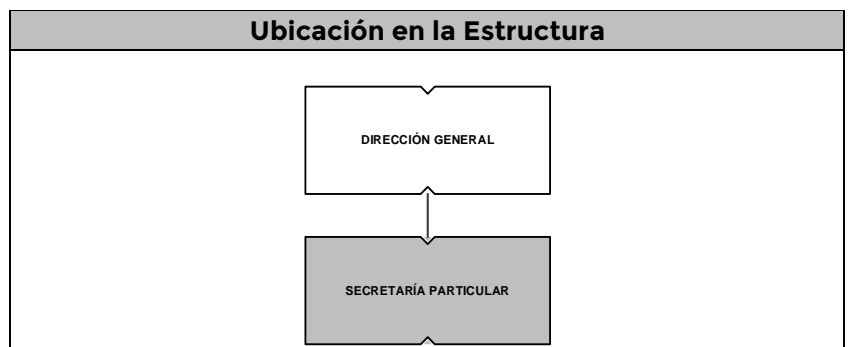 Ubicación en la Estructura
DIRECCIÓN GENERAL
SECRETARÍA PARTICULAR